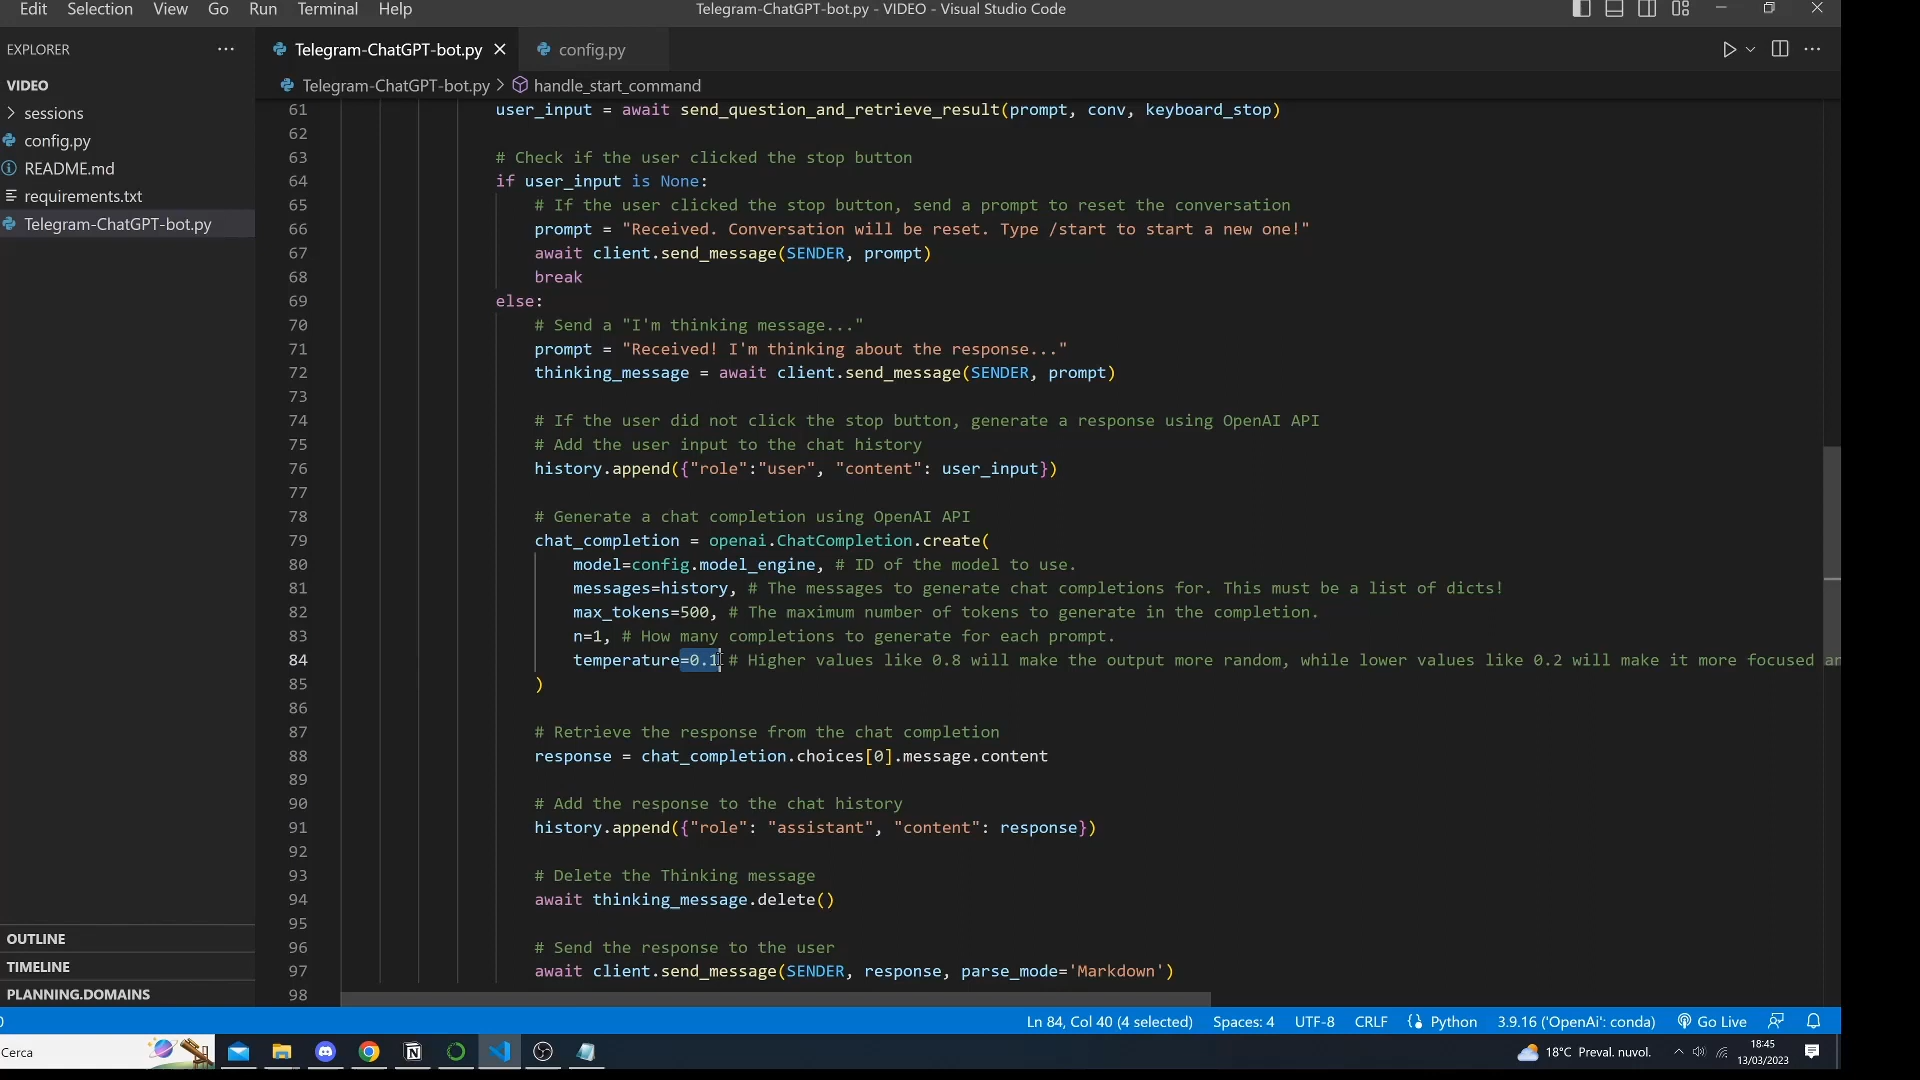 Edit Selection View Go Run Terminal Help
Telegram-ChatGPT-bot.py - VIDEO - Visual Studio Code
EXPLORER
Telegram-ChatGPT-bot.py
config.py
VIDEO
Telegram-ChatGPT-bot.py > handle_start_command
sessions
config.py
README.md
requirements.txt
Telegram-ChatGPT-bot.py
61 user_input = await send_question_and_retrieve_result(prompt, conv, keyboard_stop)
62
63 # Check if the user clicked the stop button
64 if user_input is None:
65 # If the user clicked the stop button, send a prompt to reset the conversation
66 prompt = "Received. Conversation will be reset. Type /start to start a new one!"
67 await client.send_message(SENDER, prompt)
68 break
69 else:
70 # Send a "I'm thinking message..."
71 prompt = "Received! I'm thinking about the response..."
72 thinking_message = await client.send_message(SENDER, prompt)
73
74 # If the user did not click the stop button, generate a response using OpenAI API
75 # Add the user input to the chat history
76 history.append({"role":"user", "content": user_input})
77
78 # Generate a chat completion using OpenAI API
79 chat_completion = openai.ChatCompletion.create(
80 model=config.model_engine, # ID of the model to use.
81 messages=history, # The messages to generate chat completions for. This must be a list of dicts!
82 max_tokens=500, # The maximum number of tokens to generate in the completion.
83 n=1, # How many completions to generate for each prompt.
84 temperature=0.1 # Higher values like 0.8 will make the output more random, while lower values like 0.2 will make it more focused an
85 )
86
87 # Retrieve the response from the chat completion
88 response = chat_completion.choices[0].message.content
89
90 # Add the response to the chat history
91 history.append({"role": "assistant", "content": response})
92
93 # Delete the Thinking message
94 await thinking_message.delete()
95
96 # Send the response to the user
97 await client.send_message(SENDER, response, parse_mode='Markdown')
98
OUTLINE
TIMELINE
PLANNING.DOMAINS
0 Ln 84, Col 40 (4 selected) Spaces: 4 UTF-8 CRLF Python 3.9.16 ('OpenAi': conda) Go Live
Cerca
18°C Preval. nuvol.
18:45
13/03/2023